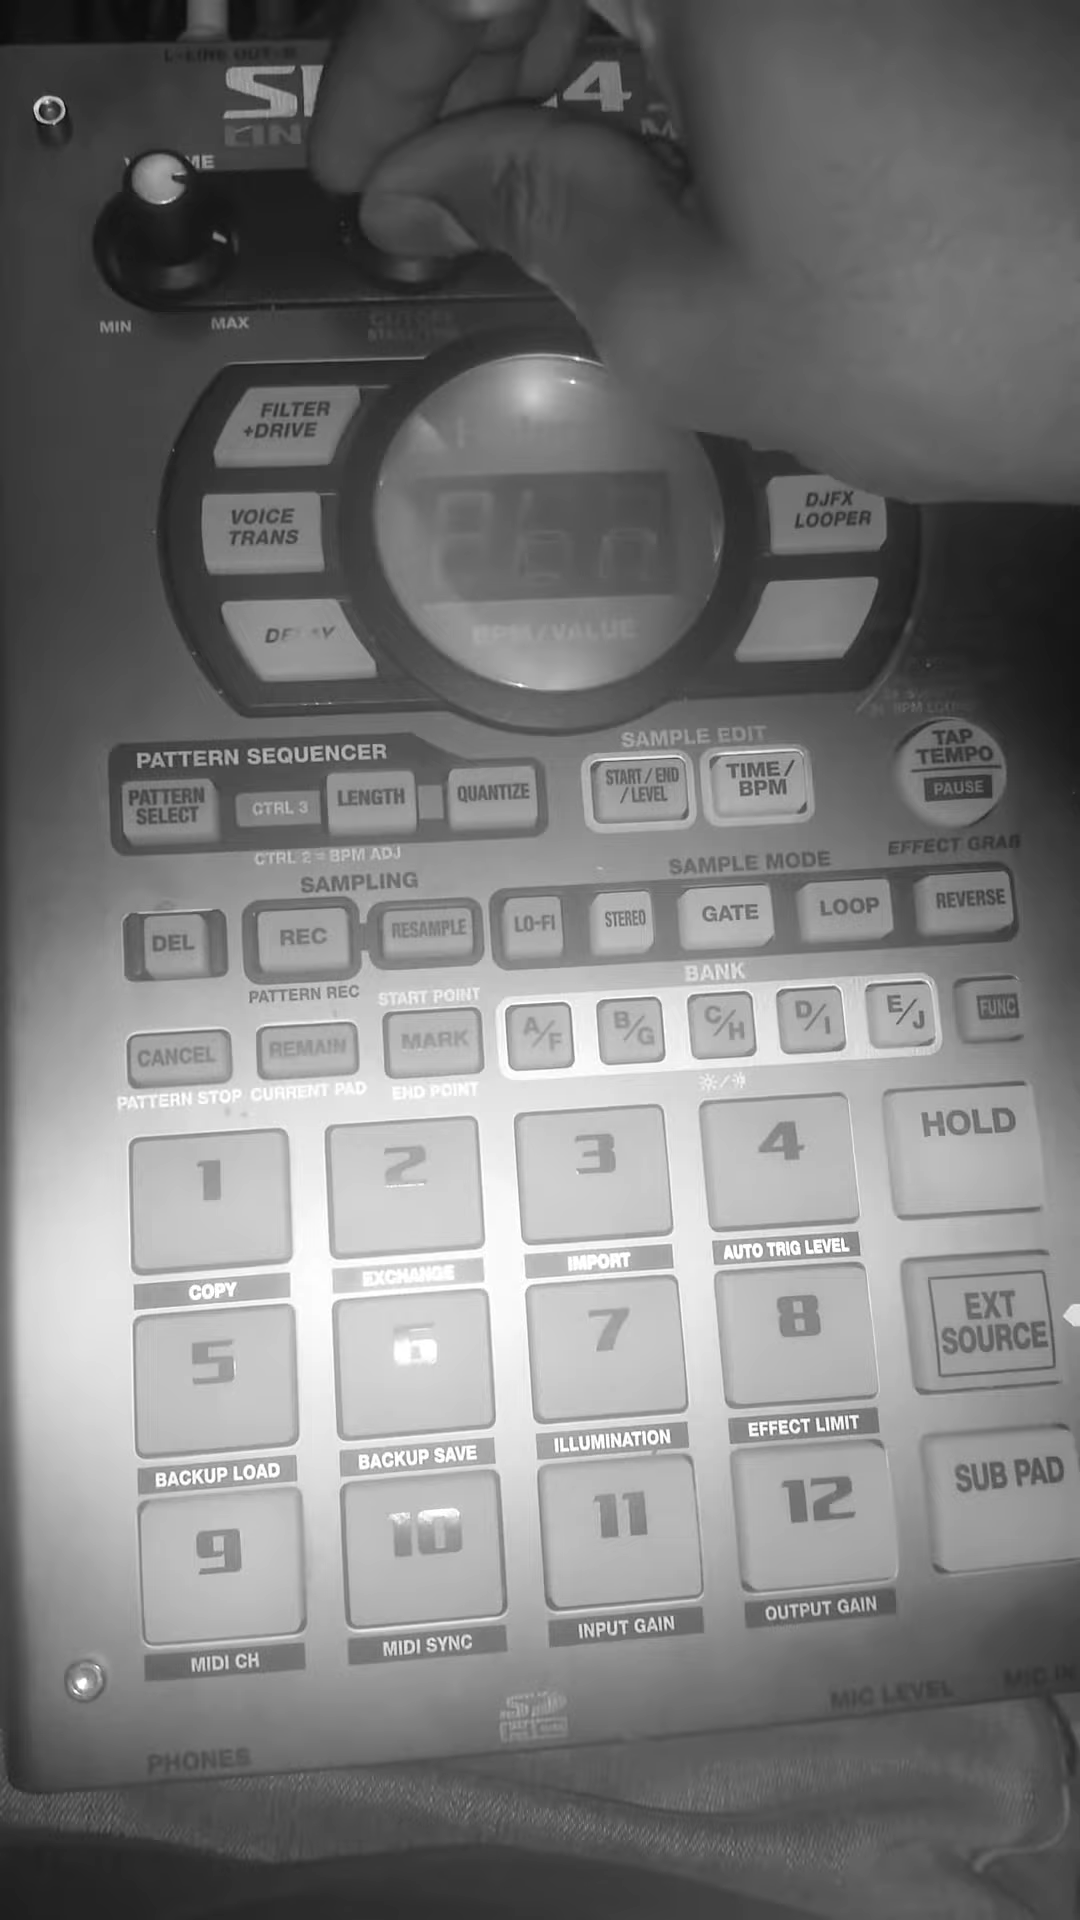 L-LINE OUT-R
4
MIN
MAX
FILTER
+DRIVE
VOICE
TRANS
DJFX
LOOPER
DELAY
BPM/VALUE
PATTERN SEQUENCER
PATTERN
SELECT
CTRL 3
LENGTH
QUANTIZE
CTRL 2 = BPM ADJ
SAMPLE EDIT
START / END
/ LEVEL
TIME /
BPM
TAP
TEMPO
PAUSE
EFFECT GRAB
SAMPLING
DEL
REC
RESAMPLE
PATTERN REC
SAMPLE MODE
LO-FI
STEREO
GATE
LOOP
REVERSE
BANK
START POINT
CANCEL
REMAIN
MARK
A/F
B/G
C/H
D/I
E/J
FUNC
PATTERN STOP
CURRENT PAD
END POINT
1
2
3
4
HOLD
COPY
EXCHANGE
IMPORT
AUTO TRIG LEVEL
5
6
7
8
EXT
SOURCE
BACKUP LOAD
BACKUP SAVE
ILLUMINATION
EFFECT LIMIT
9
10
11
12
SUB PAD
MIDI CH
MIDI SYNC
INPUT GAIN
OUTPUT GAIN
PHONES
MIC LEVEL
MIC IN